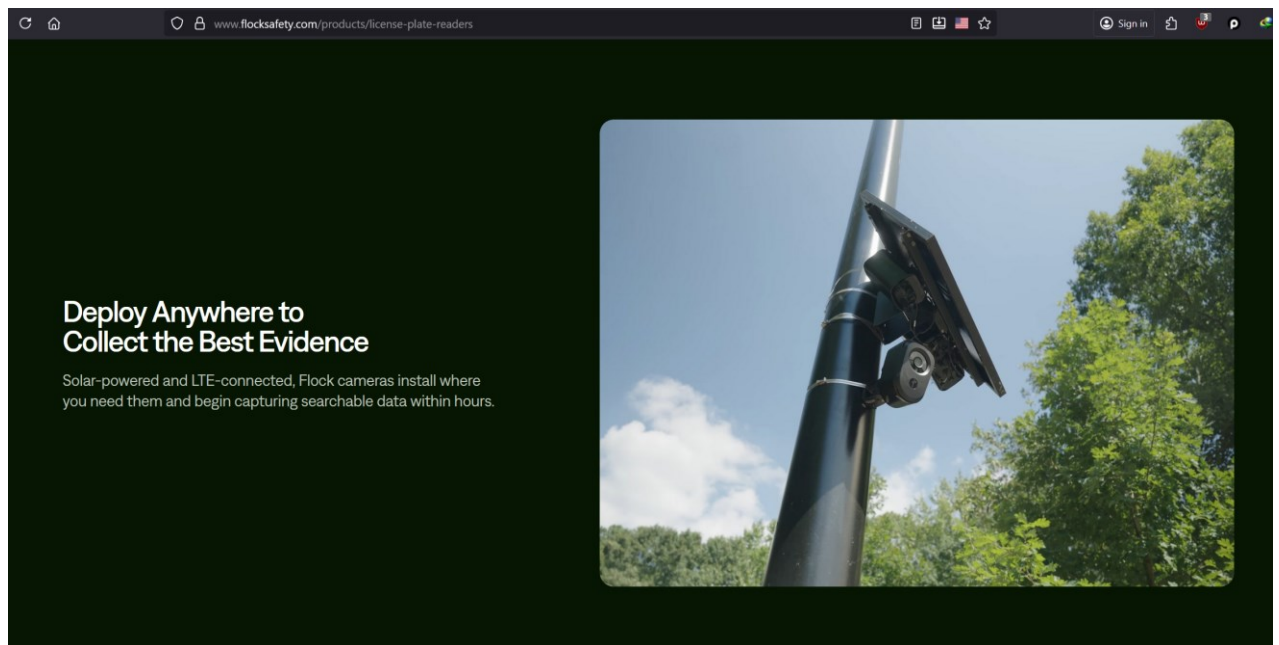 www.flocksafety.com/products/license-plate-readers
Sign in
3
Deploy Anywhere to
Collect the Best Evidence
Solar-powered and LTE-connected, Flock cameras install where
you need them and begin capturing searchable data within hours.